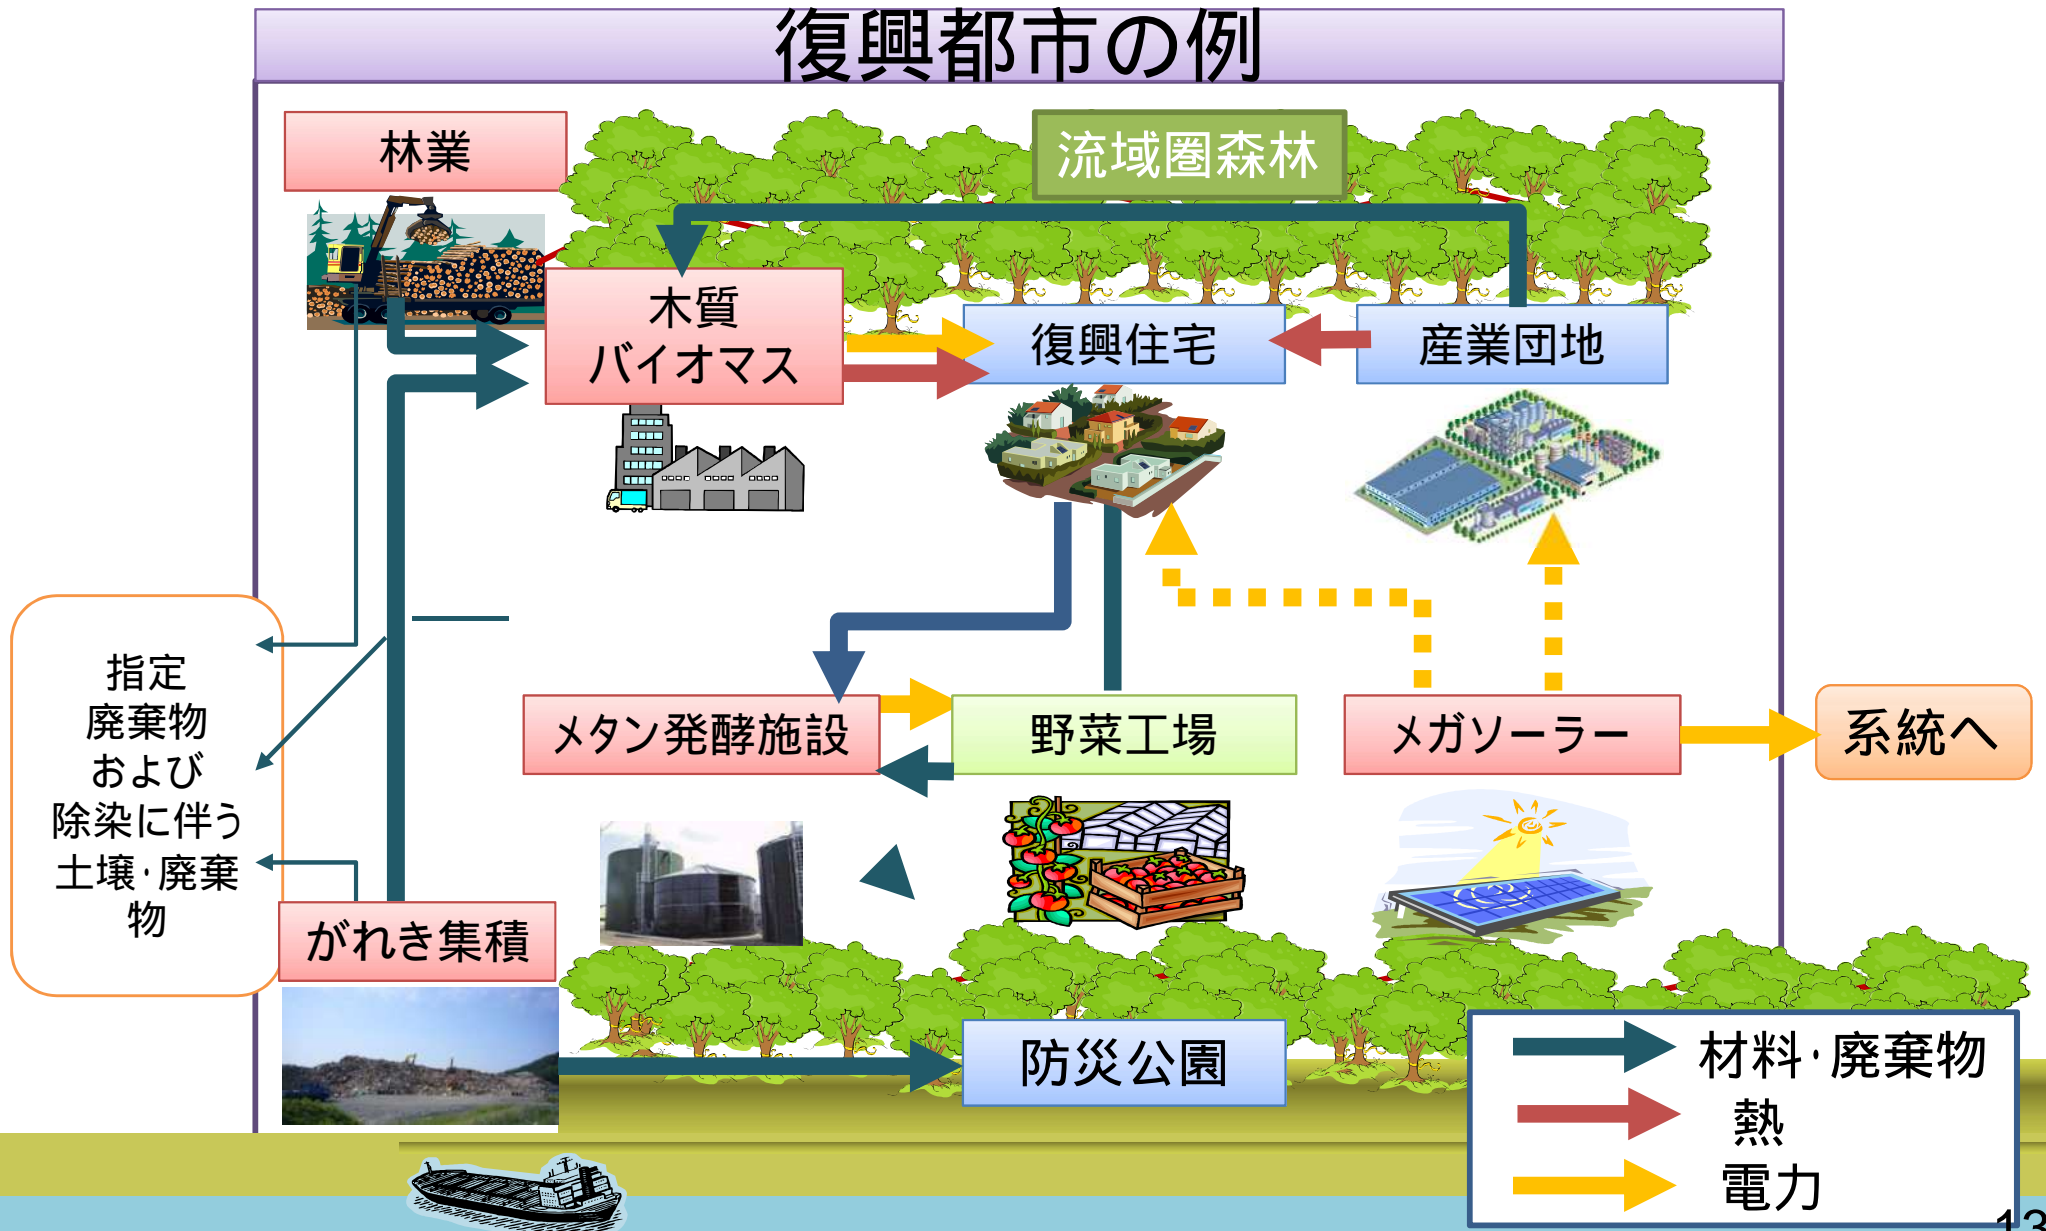 復興都市の例
林業
流域圏森林
木質
バイオマス
復興住宅
産業団地
指定
廃棄物
および
除染に伴う
土壌・廃棄
物
メタン発酵施設
野菜工場
メガソーラー
系統へ
がれき集積
防災公園
材料・廃棄物
熱
電力
13